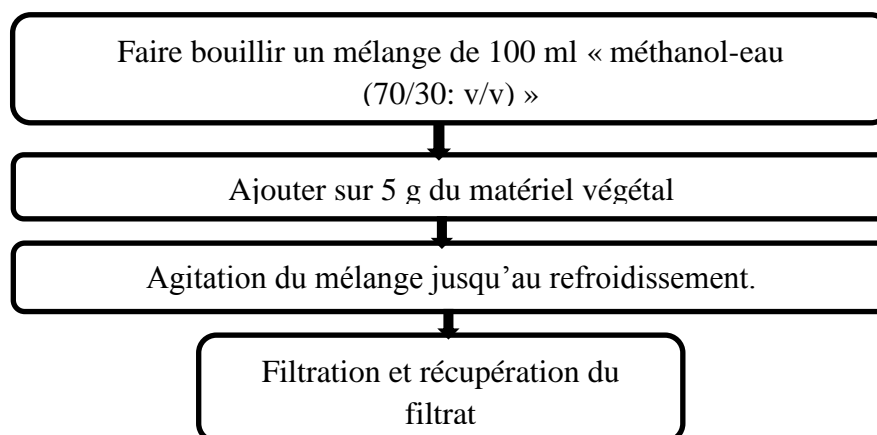 Faire bouillir un mélange de 100 ml « méthanol-eau
(70/30: v/v) »
Ajouter sur 5 g du matériel végétal
Agitation du mélange jusqu’au refroidissement.
Filtration et récupération du
filtrat